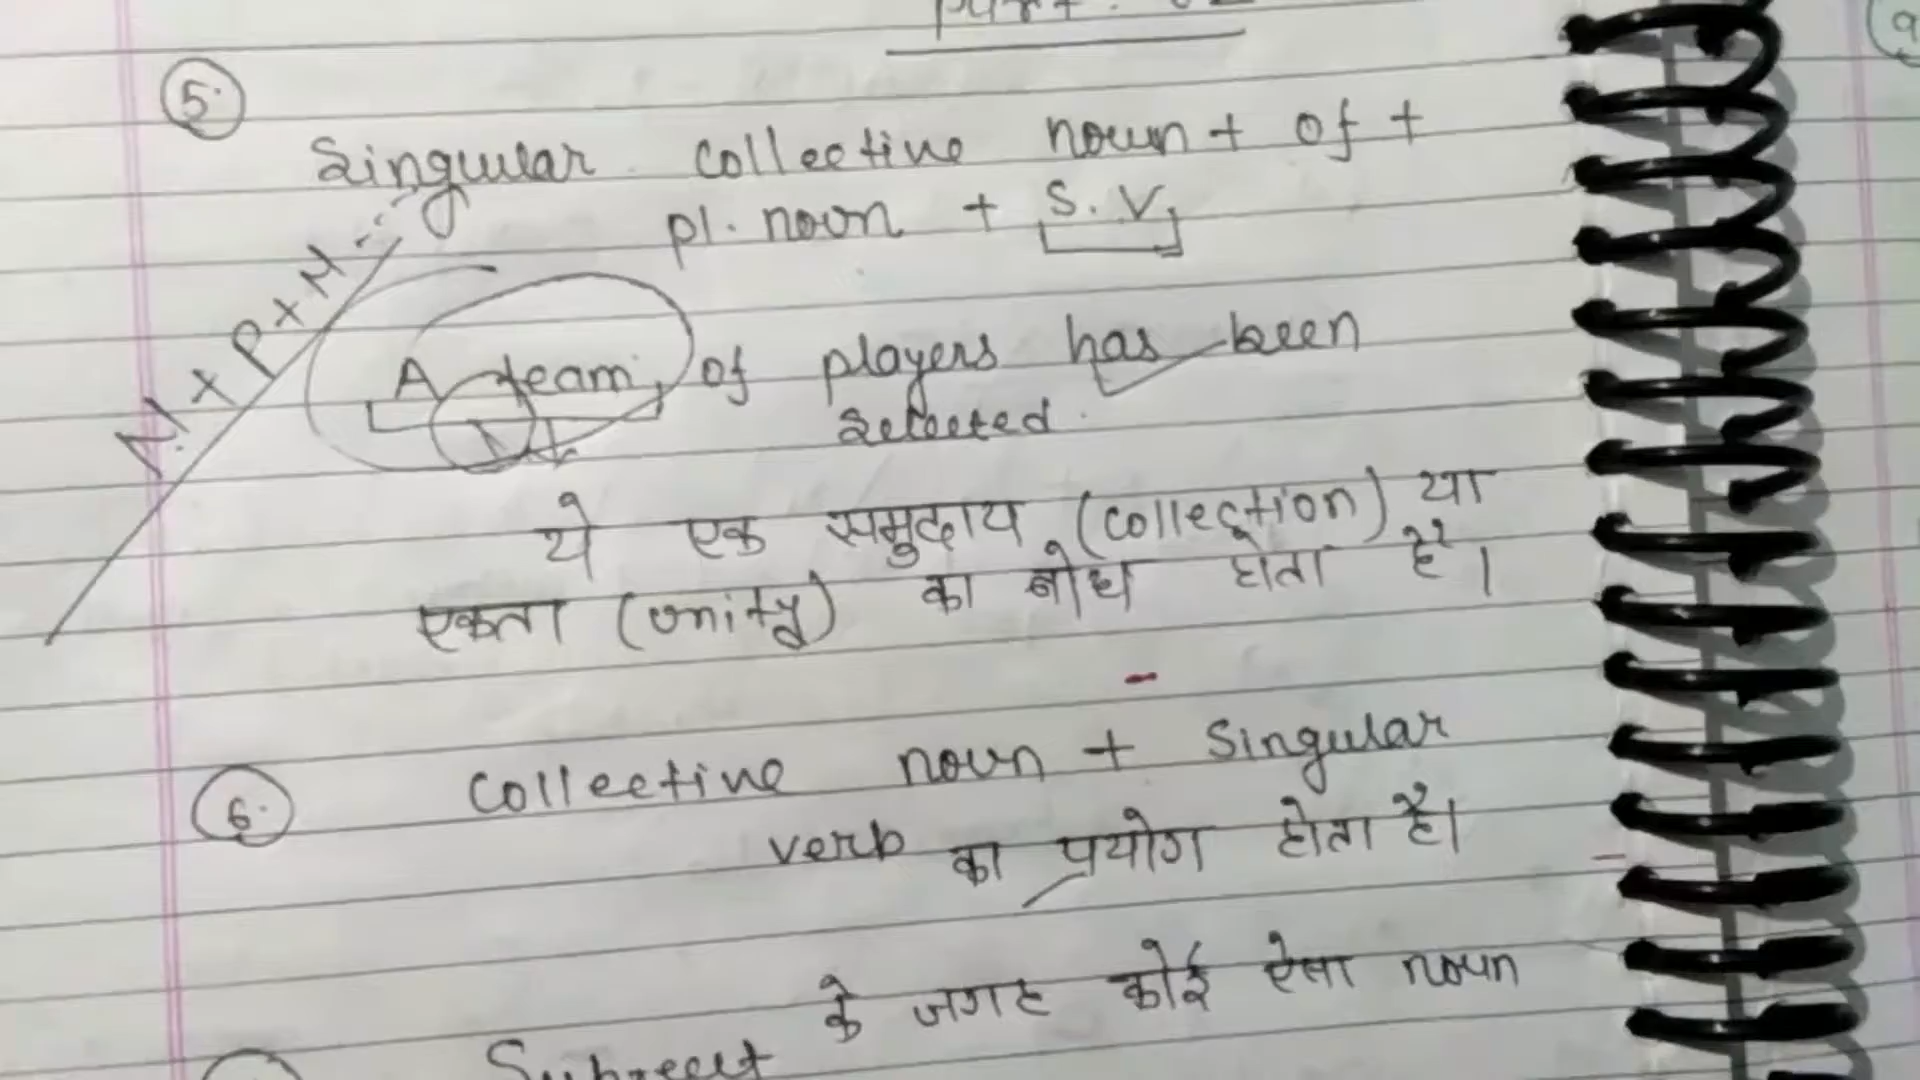 5.
Singular collective noun + of +
pl. noun + S.V.
N x P x N
A team of players has been
selected.
ये एक समुदाय (collection) या
एकता (unity) का बोध होता है।
6.
collective noun + singular
verb का प्रयोग होता है।
के जगह कोई ऐसा noun
Subject